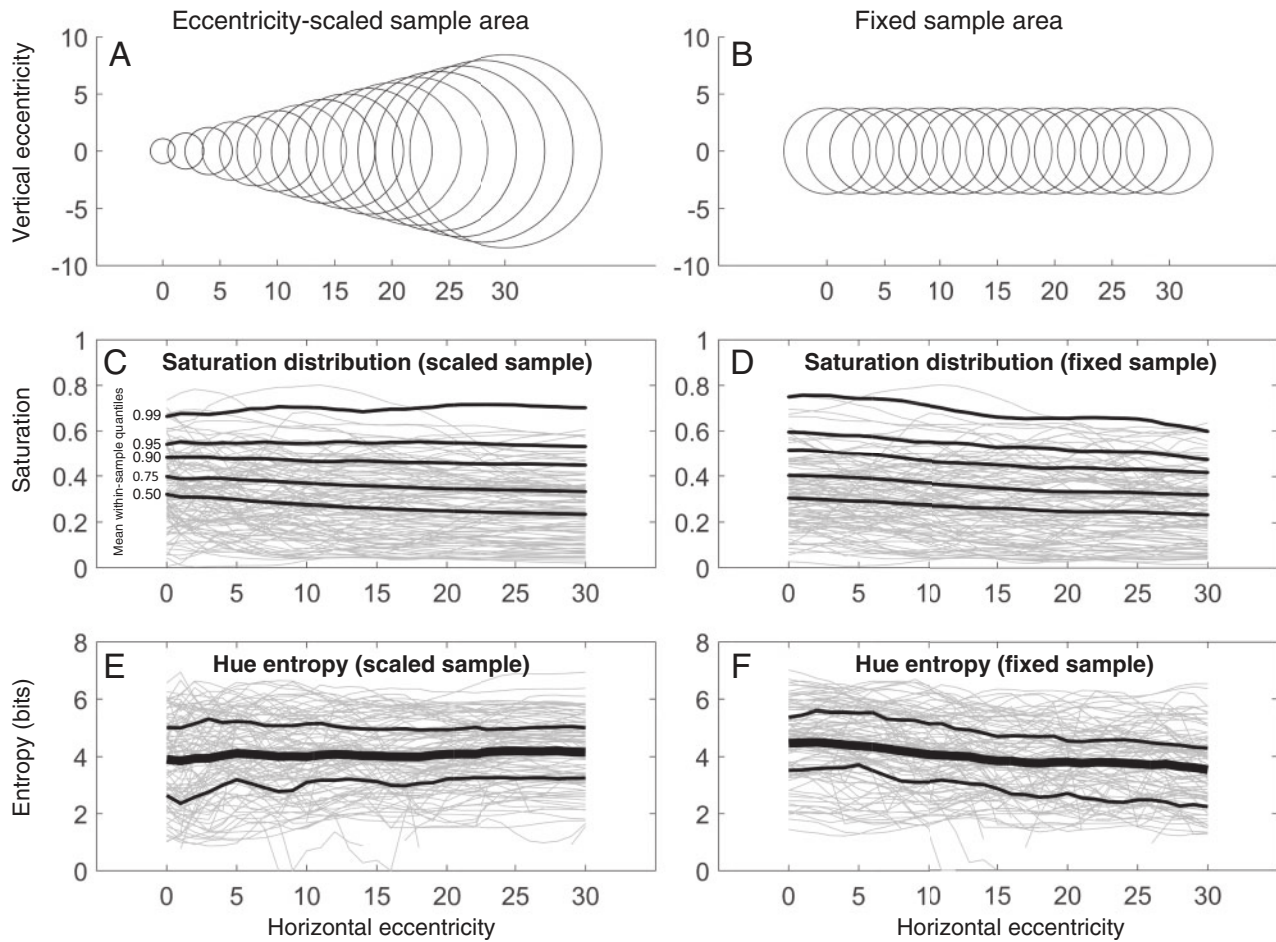 Eccentricity-scaled sample area
Fixed sample area
A
B
Vertical eccentricity
10
5
0
-5
-10
0 5 10 15 20 25 30
10
5
0
-5
-10
0 5 10 15 20 25 30
C
Saturation distribution (scaled sample)
D
Saturation distribution (fixed sample)
Saturation
1
0.8
0.6
0.4
0.2
0
Mean within-sample quantiles
0.99
0.95
0.90
0.75
0.50
0 5 10 15 20 25 30
1
0.8
0.6
0.4
0.2
0
0 5 10 15 20 25 30
E
Hue entropy (scaled sample)
F
Hue entropy (fixed sample)
Entropy (bits)
8
6
4
2
0
0 5 10 15 20 25 30
Horizontal eccentricity
8
6
4
2
0
0 5 10 15 20 25 30
Horizontal eccentricity